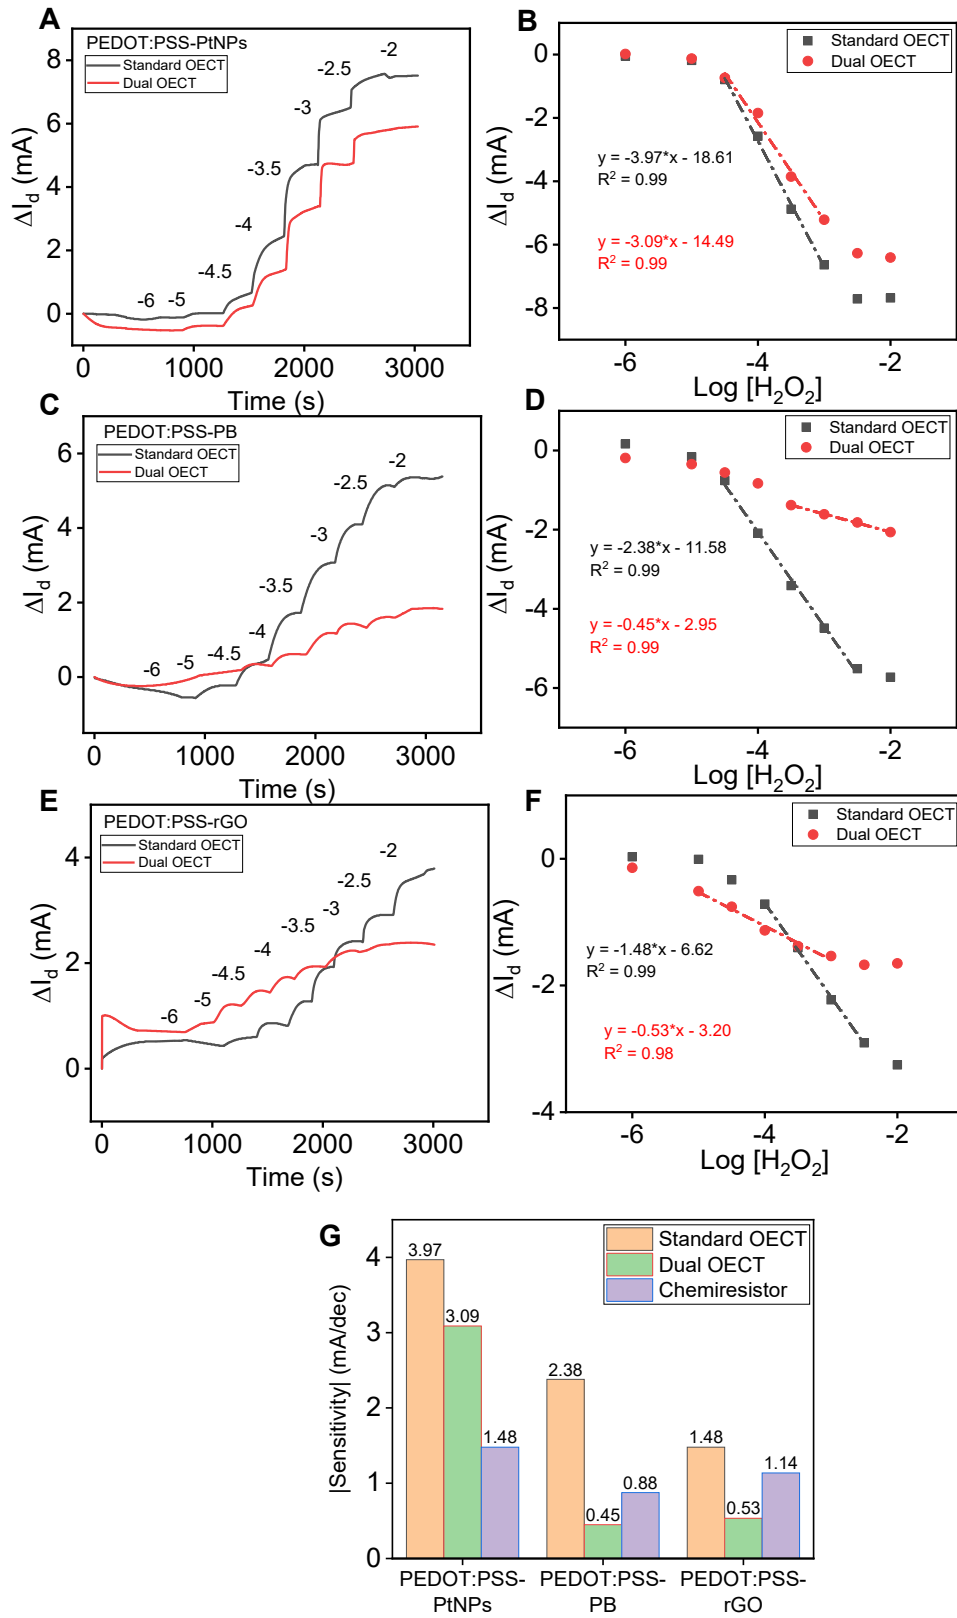 A
PEDOT:PSS-PtNPs
Standard OECT
Dual OECT
-2
-2.5
-3
-3.5
-4
-4.5
-6 -5
8
6
4
2
0
ΔI_d (mA)
0 1000 2000 3000
Time (s)
B
Standard OECT
Dual OECT
0
-2
-4
-6
-8
ΔI_d (mA)
y = -3.97*x - 18.61
R² = 0.99
y = -3.09*x - 14.49
R² = 0.99
-6 -4 -2
Log [H₂O₂]
C
PEDOT:PSS-PB
Standard OECT
Dual OECT
-2
-2.5
-3
-3.5
-4
-4.5
-5
-6
6
4
2
0
ΔI_d (mA)
0 1000 2000 3000
Time (s)
D
Standard OECT
Dual OECT
0
-2
-4
-6
ΔI_d (mA)
y = -2.38*x - 11.58
R² = 0.99
y = -0.45*x - 2.95
R² = 0.99
-6 -4 -2
Log [H₂O₂]
E
PEDOT:PSS-rGO
Standard OECT
Dual OECT
-2
-2.5
-3
-3.5
-4
-4.5
-5
-6
4
2
0
ΔI_d (mA)
0 1000 2000 3000
Time (s)
F
Standard OECT
Dual OECT
0
-2
-4
ΔI_d (mA)
y = -1.48*x - 6.62
R² = 0.99
y = -0.53*x - 3.20
R² = 0.98
-6 -4 -2
Log [H₂O₂]
G
Standard OECT
Dual OECT
Chemiresistor
4
3
2
1
0
|Sensitivity| (mA/dec)
3.97
3.09
1.48
2.38
0.45
0.88
1.48
0.53
1.14
PEDOT:PSS- PEDOT:PSS- PEDOT:PSS-
PtNPs PB rGO